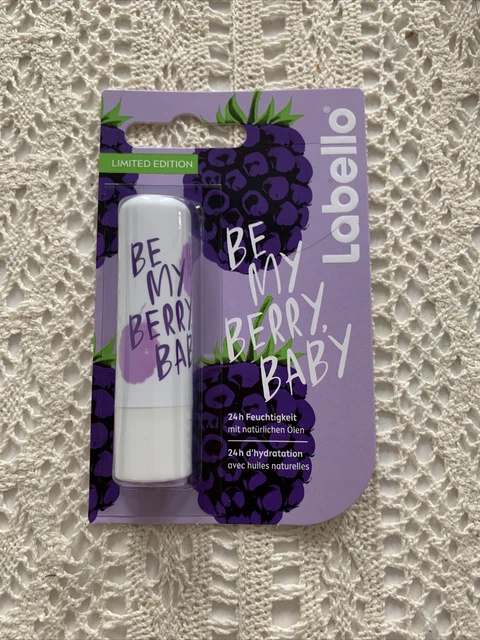 LIMITED EDITION
Labello®
BE
MY
BERRY,
BABY
BE
MY
BERRY
BAB
24h Feuchtigkeit
mit natürlichen Ölen
24h d'hydratation
avec huiles naturelles